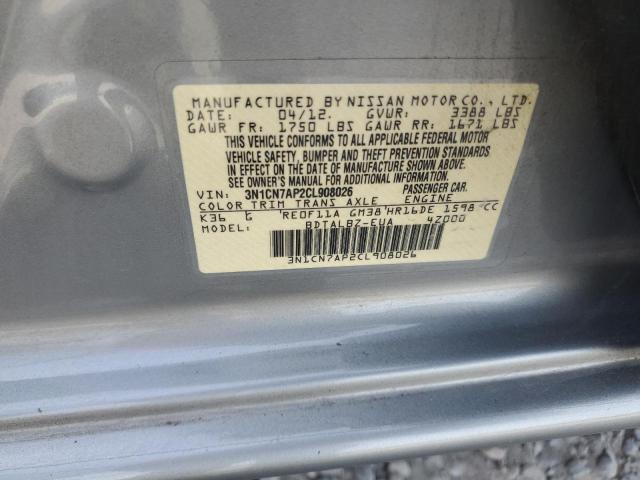 MANUFACTURED BY NISSAN MOTOR CO., LTD.
DATE: 04/12. GVWR: 3388 LBS
GAWR FR: 1750 LBS GAWR RR: 1671 LBS
THIS VEHICLE CONFORMS TO ALL APPLICABLE FEDERAL MOTOR
VEHICLE SAFETY, BUMPER AND THEFT PREVENTION STANDARDS
IN EFFECT ON THE DATE OF MANUFACTURE SHOWN ABOVE.
SEE OWNER'S MANUAL FOR ADDITIONAL INFORMATION.
VIN: 3N1CN7AP2CL908026 PASSENGER CAR
COLOR TRIM TRANS AXLE ENGINE
K36 G RE0F11A GM38 HR16DE 1598 CC
MODEL: BDTALBZ-EUA 4Z000
3N1CN7AP2CL908026